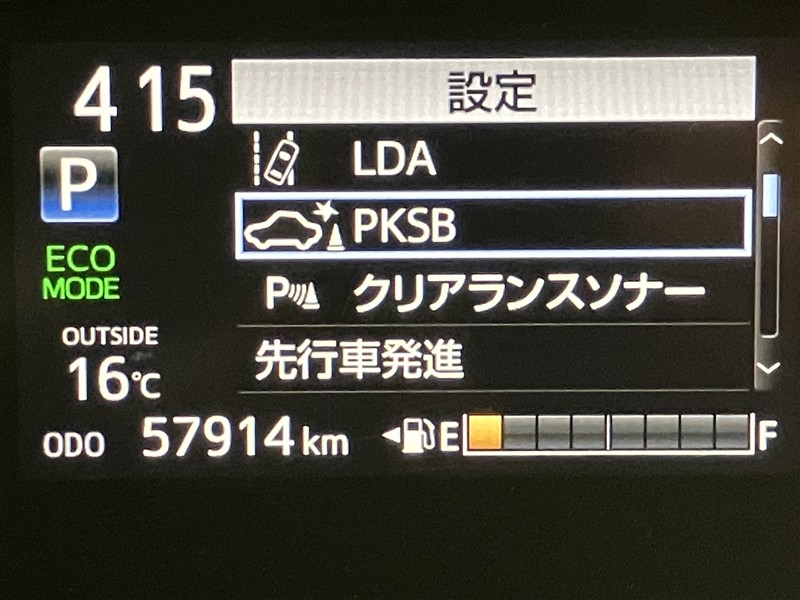 4 15
設定
LDA
P
PKSB
ECO
MODE
P クリアランスソナー
OUTSIDE
16℃
先行車発進
ODO 57914 km
E F